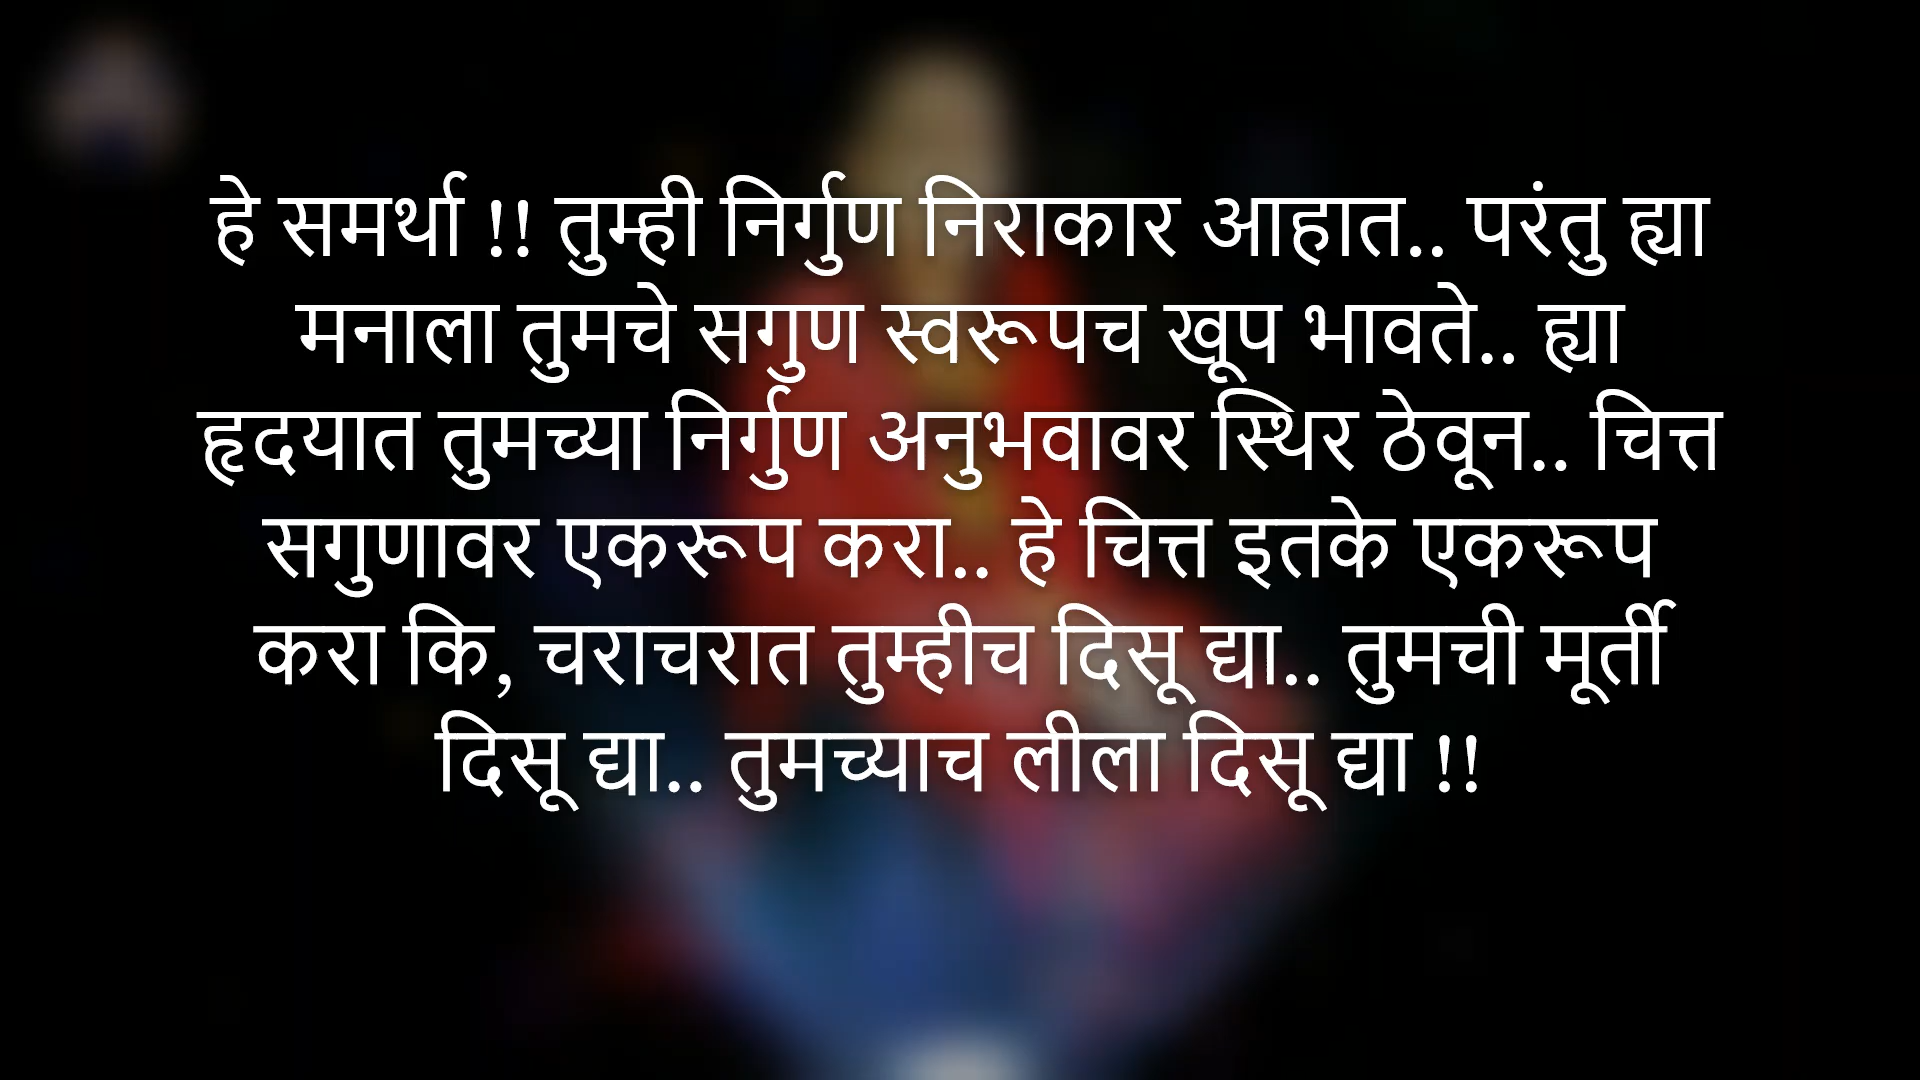 हे समर्था !! तुम्ही निर्गुण निराकार आहात.. परंतु ह्या
मनाला तुमचे सगुण स्वरूपच खूप भावते.. ह्या
हृदयात तुमच्या निर्गुण अनुभवावर स्थिर ठेवून.. चित्त
सगुणावर एकरूप करा.. हे चित्त इतके एकरूप
करा कि, चराचरात तुम्हीच दिसू द्या.. तुमची मूर्ती
दिसू द्या.. तुमच्याच लीला दिसू द्या !!